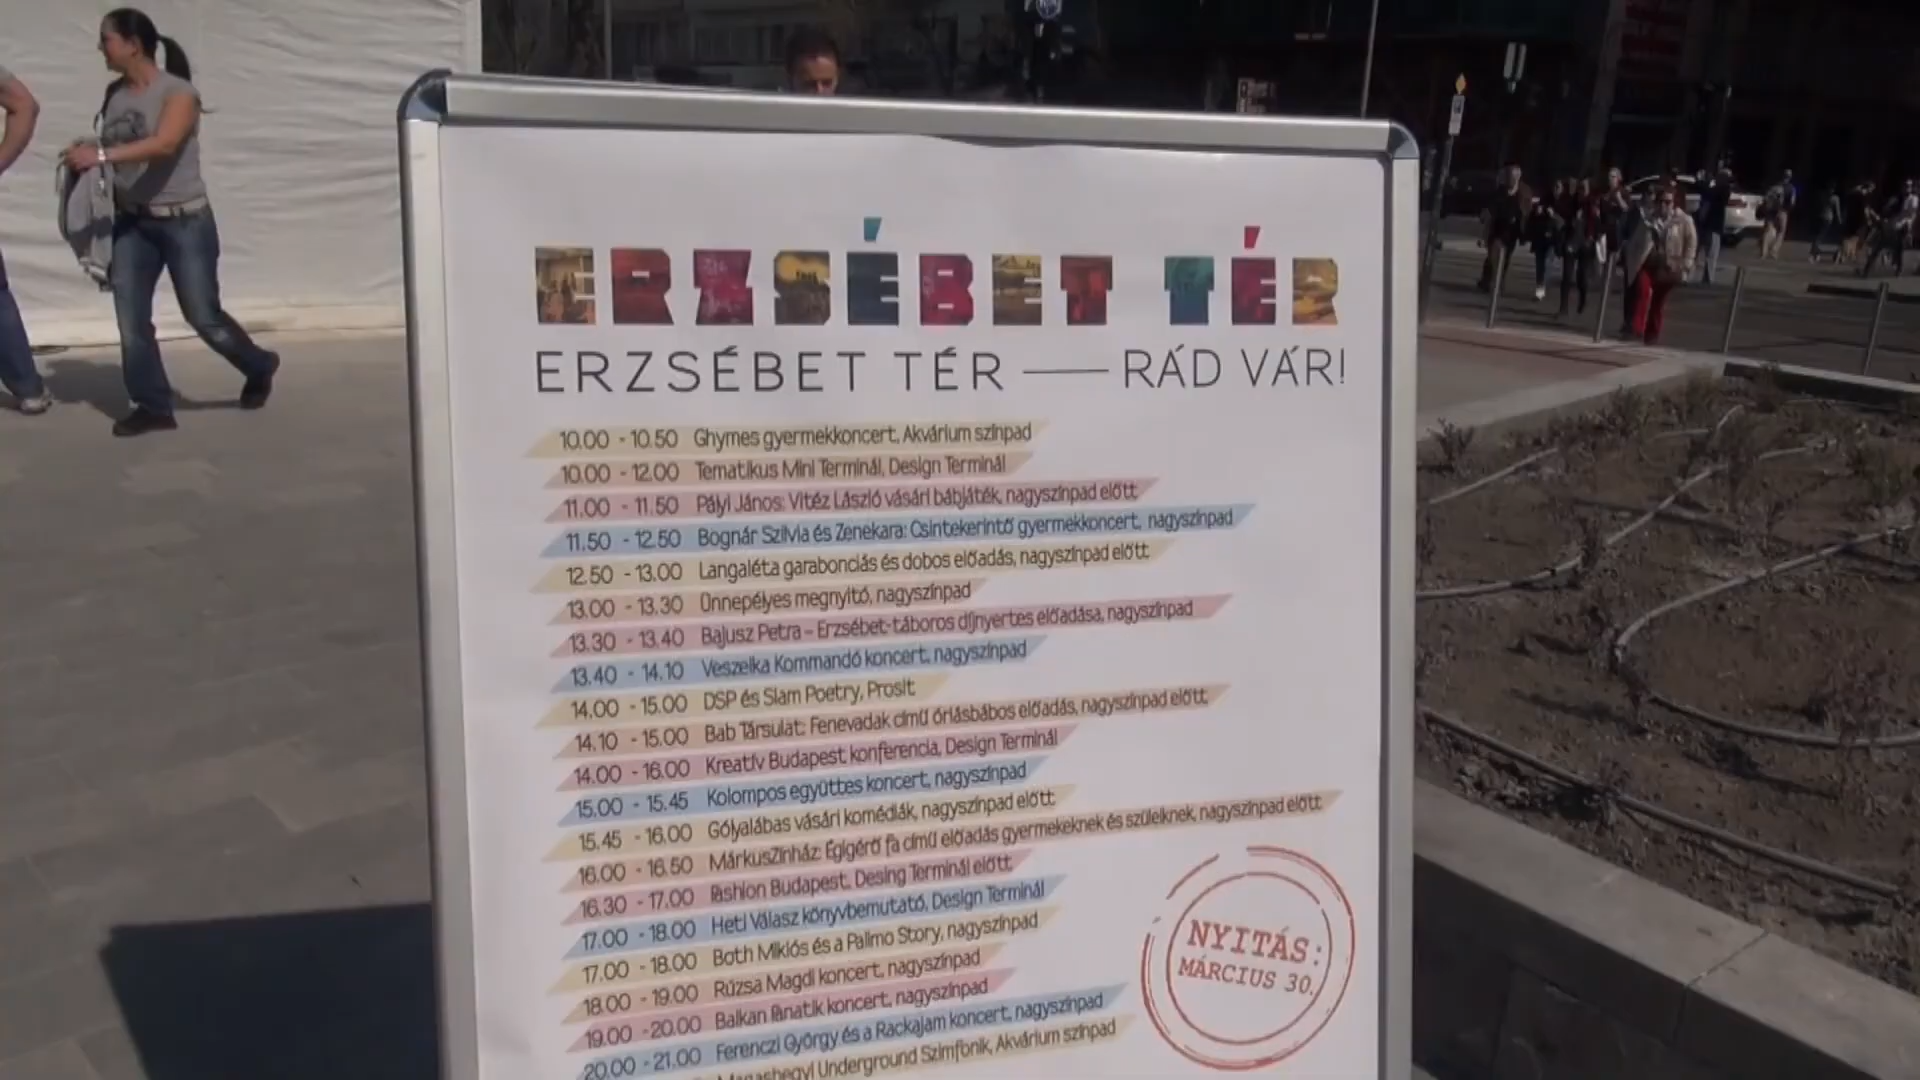 ERZSÉBET TÉR
ERZSÉBET TÉR — RÁD VÁR!
10.00 - 10.50 Ghymes gyermekkoncert, Akvárium színpad
10.00 - 12.00 Tematikus Mini Terminál, Design Terminál
11.00 - 11.50 Pályi János: Vitéz László vásári bábjáték, nagyszínpad előtt
11.50 - 12.50 Bognár Szilvia és Zenekara: Csintekerintő gyermekkoncert, nagyszínpad
12.50 - 13.00 Langaléta garabonciás és dobos előadás, nagyszínpad előtt
13.00 - 13.30 Ünnepélyes megnyitó, nagyszínpad
13.30 - 13.40 Bajusz Petra – Erzsébet-táboros díjnyertes előadása, nagyszínpad
13.40 - 14.10 Veszelka Kommandó koncert, nagyszínpad
14.00 - 15.00 DSP és Slam Poetry, Prosit
14.10 - 15.00 Bab Társulat: Fenevadak című óriásbábos előadás, nagyszínpad előtt
14.00 - 16.00 Kreatív Budapest konferencia, Design Terminál
15.00 - 15.45 Kolompos együttes koncert, nagyszínpad
15.45 - 16.00 Gólyalábas vásári komédiák, nagyszínpad előtt
16.00 - 16.50 MárkusZínház: Égigérő fa című előadás gyermekeknek és szüleiknek, nagyszínpad előtt
16.30 - 17.00 Fashion Budapest, Desing Terminál előtt
17.00 - 18.00 Heti Válasz könyvbemutató, Design Terminál
17.00 - 18.00 Both Miklós és a Palimo Story, nagyszínpad
18.00 - 19.00 Rúzsa Magdi koncert, nagyszínpad
19.00 - 20.00 Balkan Fanatik koncert, nagyszínpad
20.00 - 21.00 Ferenczi György és a Rackajam koncert, nagyszínpad
Underground Szimfonik, Akvárium színpad
NYITÁS:
MÁRCIUS 30.